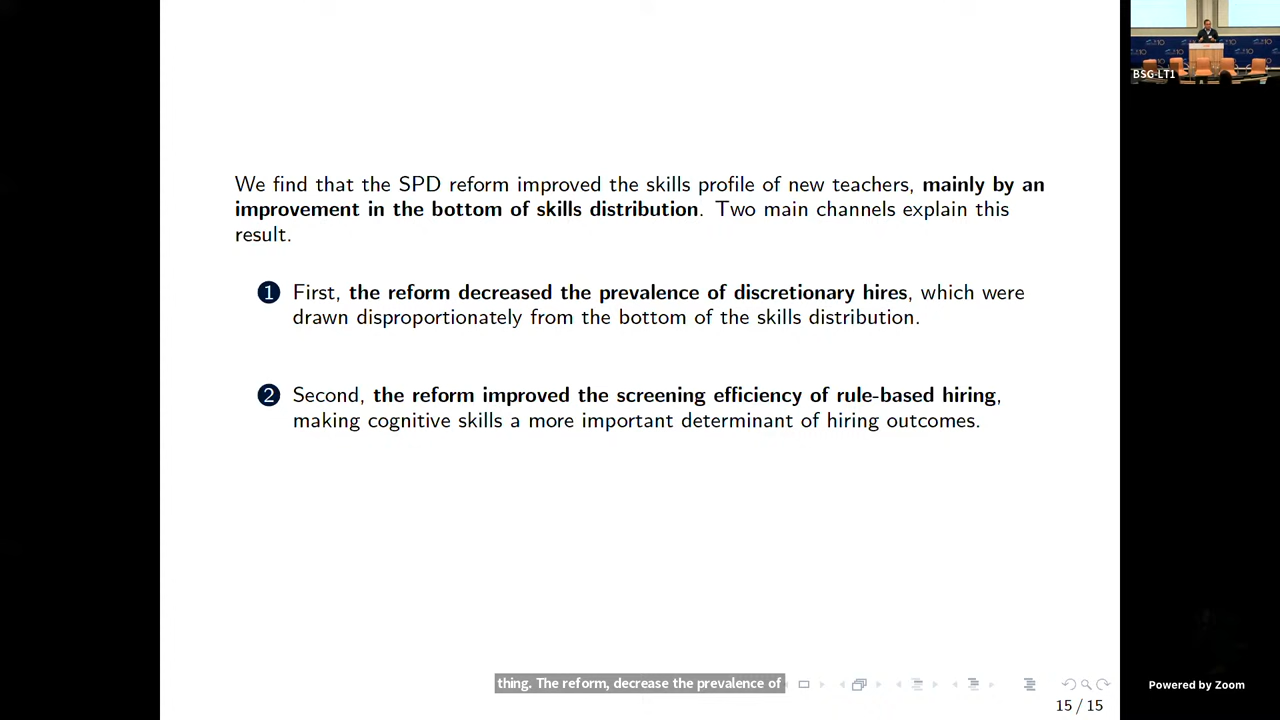 BSG-LT1
We find that the SPD reform improved the skills profile of new teachers, mainly by an
improvement in the bottom of skills distribution. Two main channels explain this
result.
1 First, the reform decreased the prevalence of discretionary hires, which were
drawn disproportionately from the bottom of the skills distribution.
2 Second, the reform improved the screening efficiency of rule-based hiring,
making cognitive skills a more important determinant of hiring outcomes.
thing. The reform, decrease the prevalence of
15 / 15
Powered by Zoom